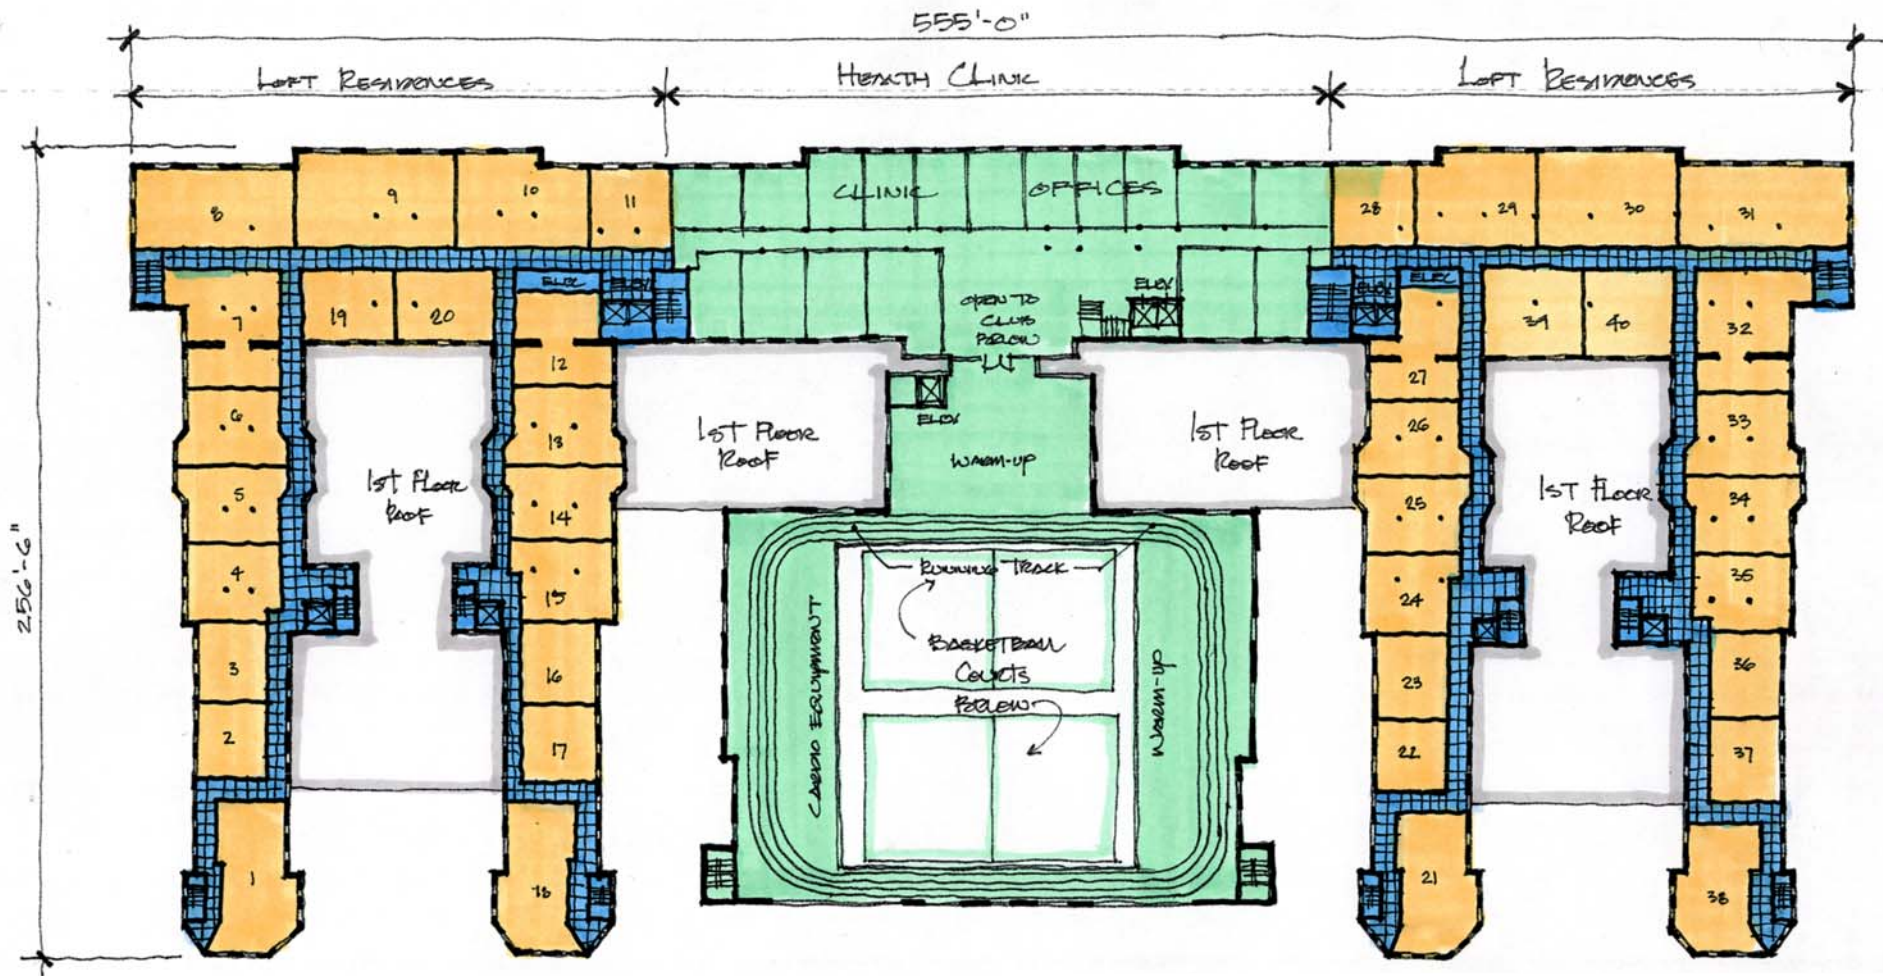 555'-0"
LOFT RESIDENCES
HEALTH CLINIC
LOFT RESIDENCES
256'-6"
8
9
10
11
CLINIC
OFFICES
28
29
30
31
7
19
20
ELEC
ELEV
12
OPEN TO
CLUB
BELOW
ELEV
ELEV
ELEC
27
39
40
32
6
13
ELEV
1ST FLOOR
ROOF
WARM-UP
1ST FLOOR
ROOF
26
33
5
1ST FLOOR
ROOF
14
25
1ST FLOOR
ROOF
34
4
15
RUNNING TRACK
24
35
3
16
BASKETBALL
COURTS
BELOW
CARDIO EQUIPMENT
WARM-UP
23
36
2
17
22
37
1
18
21
38